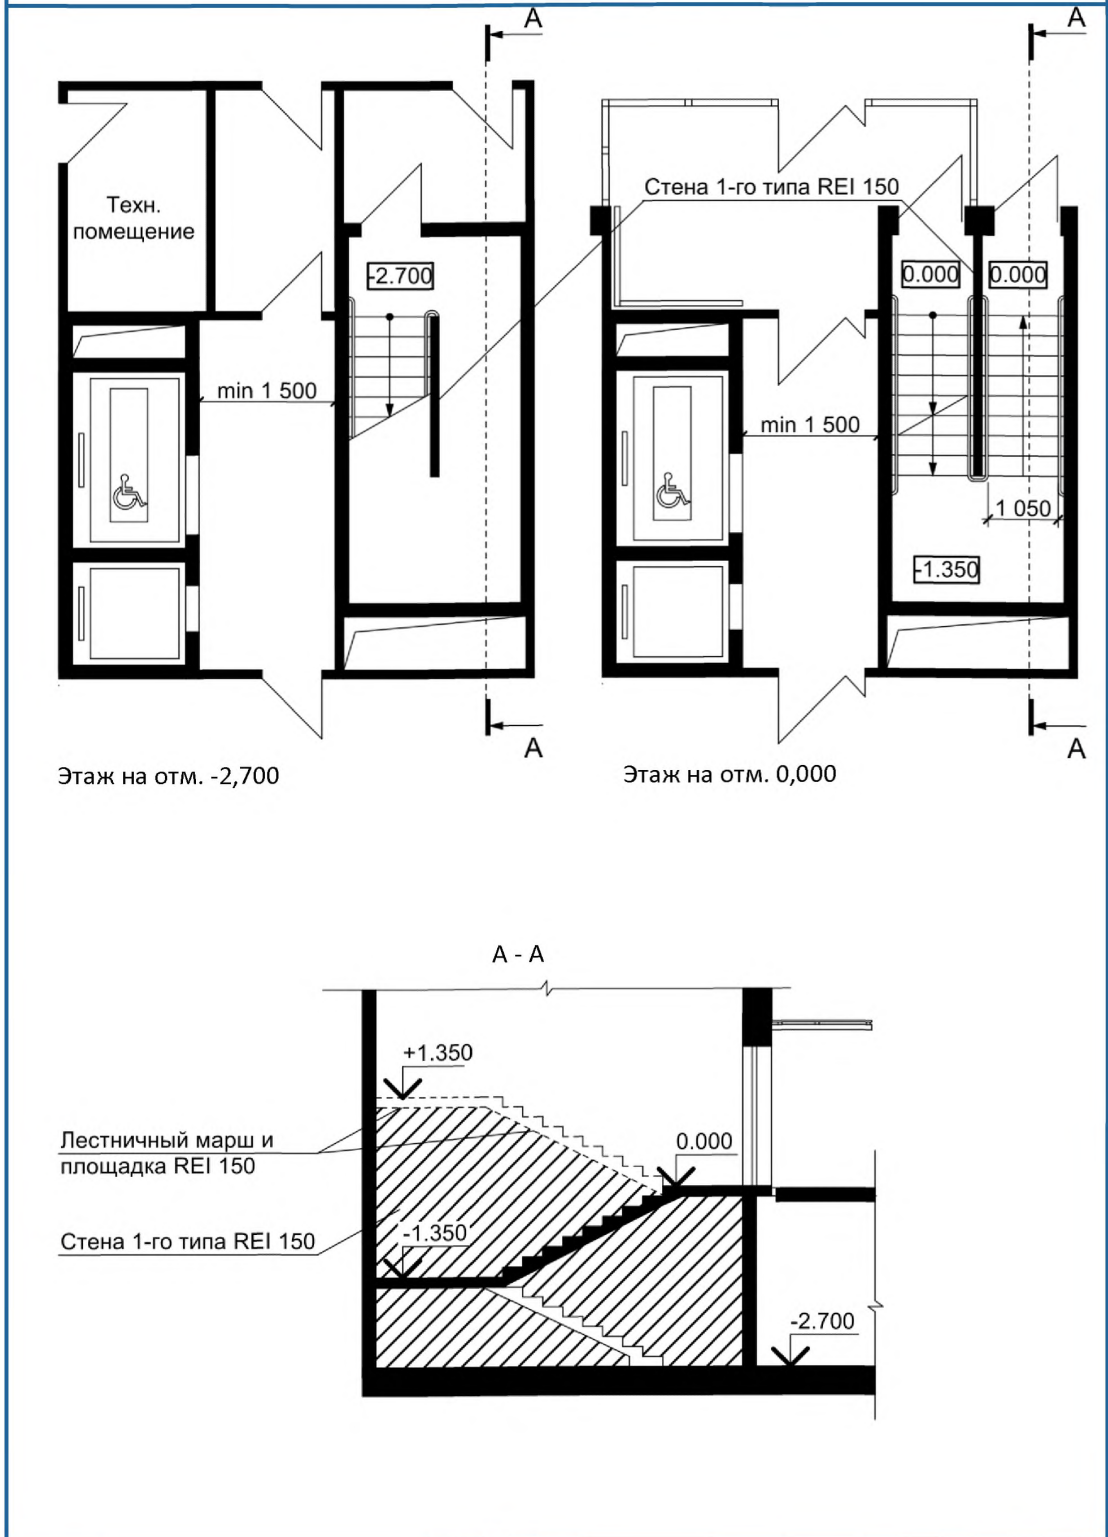 А
А
Техн.
помещение
Стена 1-го типа REI 150
-2.700
0.000
0.000
min 1 500
min 1 500
1 050
-1.350
А
А
Этаж на отм. -2,700
Этаж на отм. 0,000
А - А
+1.350
Лестничный марш и
площадка REI 150
0.000
Стена 1-го типа REI 150
-1.350
-2.700